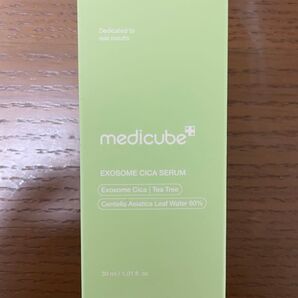 Dedicated to
real results
medicube
EXOSOME CICA SERUM
Exosome Cica | Tea Tree
Centella Asiatica Leaf Water 60%
30 ml / 1.01 fl. oz